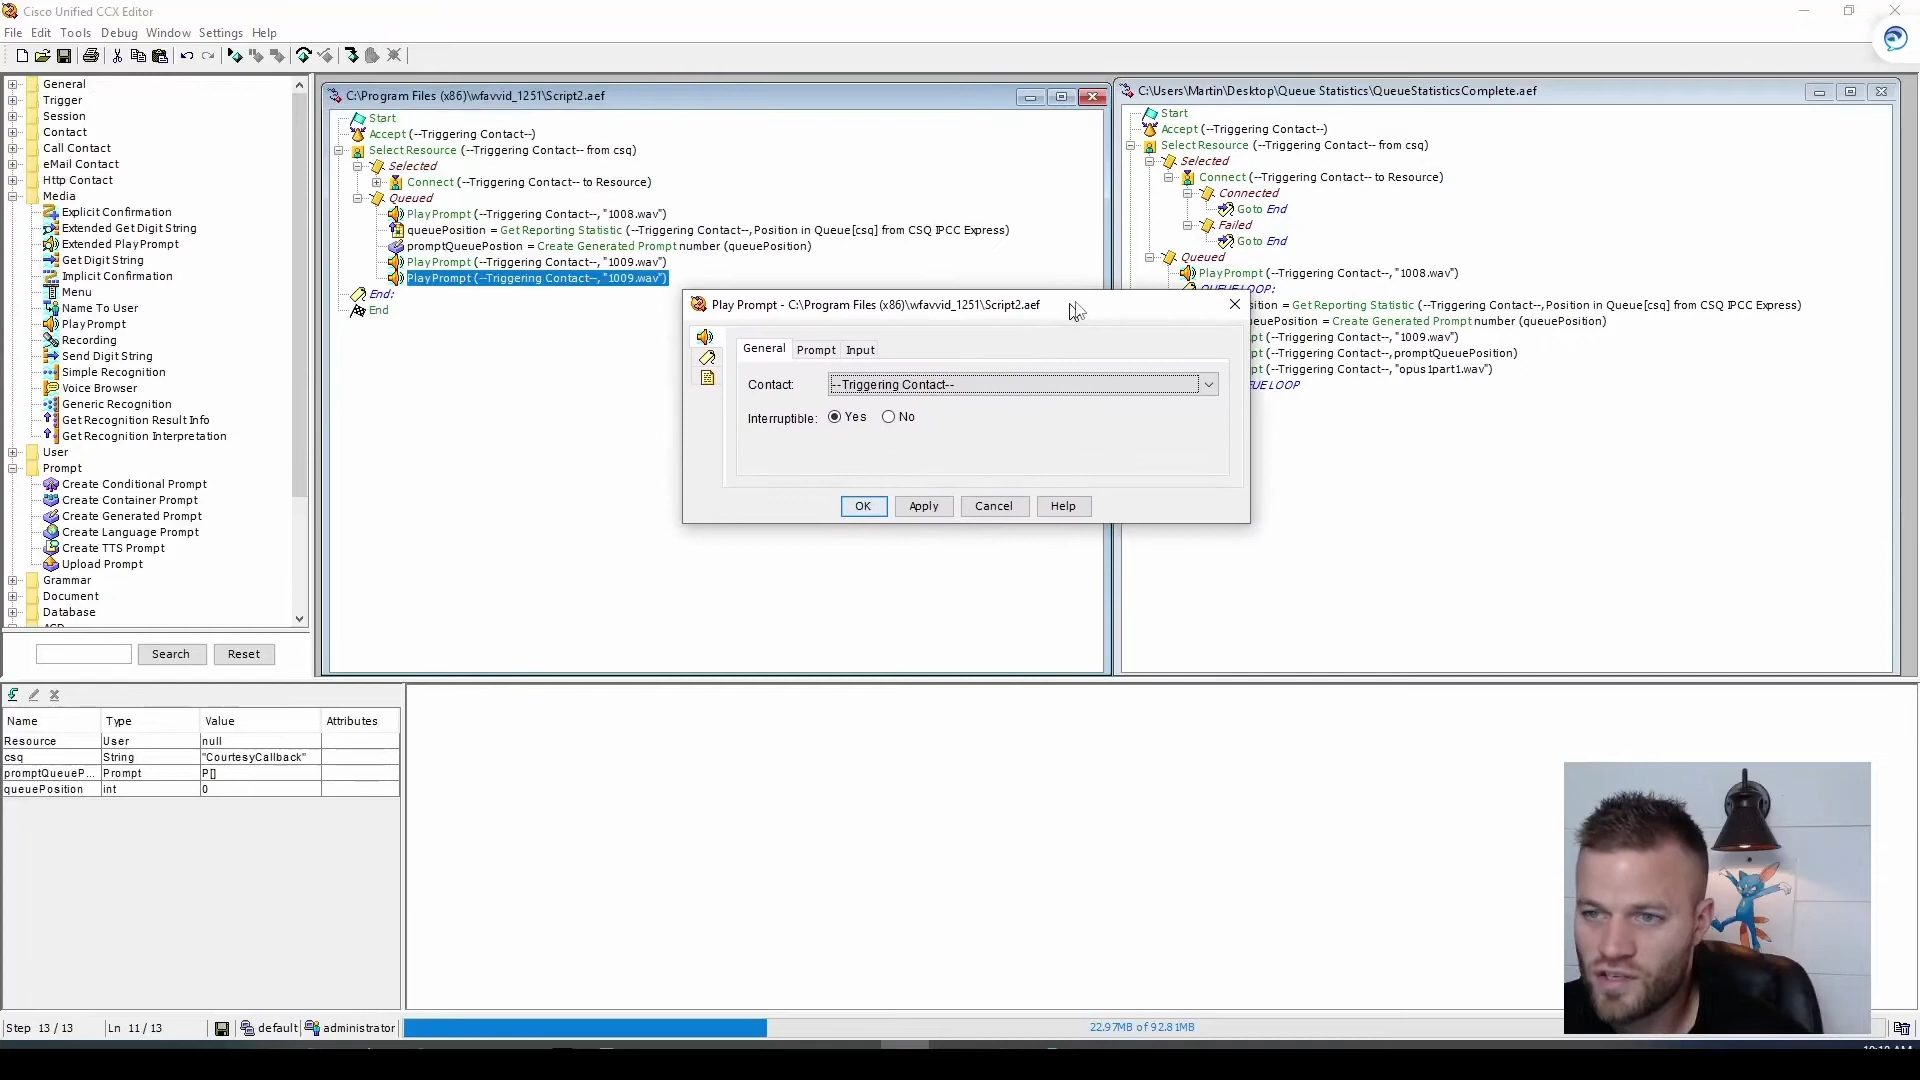 Cisco Unified CCX Editor
File Edit Tools Debug Window Settings Help
General
Trigger
Session
Contact
Call Contact
eMail Contact
Http Contact
Media
Explicit Confirmation
Extended Get Digit String
Extended Play Prompt
Get Digit String
Implicit Confirmation
Menu
Name To User
Play Prompt
Recording
Send Digit String
Simple Recognition
Voice Browser
Generic Recognition
Get Recognition Result Info
Get Recognition Interpretation
User
Prompt
Create Conditional Prompt
Create Container Prompt
Create Generated Prompt
Create Language Prompt
Create TTS Prompt
Upload Prompt
Grammar
Document
Database
Search Reset
C:\Program Files (x86)\wfavvid_1251\Script2.aef
Start
Accept (--Triggering Contact--)
Select Resource (--Triggering Contact-- from csq)
Selected
Connect (--Triggering Contact-- to Resource)
Queued
Play Prompt (--Triggering Contact--, "1008.wav")
queuePosition = Get Reporting Statistic (--Triggering Contact--, Position in Queue[csq] from CSQ IPCC Express)
promptQueuePostion = Create Generated Prompt number (queuePosition)
Play Prompt (--Triggering Contact--, "1009.wav")
Play Prompt (--Triggering Contact--, "1009.wav")
End:
End
C:\Users\Martin\Desktop\Queue Statistics\QueueStatisticsComplete.aef
Start
Accept (--Triggering Contact--)
Select Resource (--Triggering Contact-- from csq)
Selected
Connect (--Triggering Contact-- to Resource)
Connected
Goto End
Failed
Goto End
Queued
Play Prompt (--Triggering Contact--, "1008.wav")
QUEUE LOOP:
osition = Get Reporting Statistic (--Triggering Contact--, Position in Queue[csq] from CSQ IPCC Express)
ueuePosition = Create Generated Prompt number (queuePosition)
pt (--Triggering Contact--, "1009.wav")
pt (--Triggering Contact--, promptQueuePosition)
pt (--Triggering Contact--, "opus1part1.wav")
UE LOOP
Play Prompt - C:\Program Files (x86)\wfavvid_1251\Script2.aef
General Prompt Input
Contact: --Triggering Contact--
Interruptible: Yes No
OK Apply Cancel Help
Name Type Value Attributes
Resource User null
csq String "CourtesyCallback"
promptQueueP... Prompt P[]
queuePosition int 0
Step 13 / 13 Ln 11 / 13 default administrator 22.97MB of 92.81MB